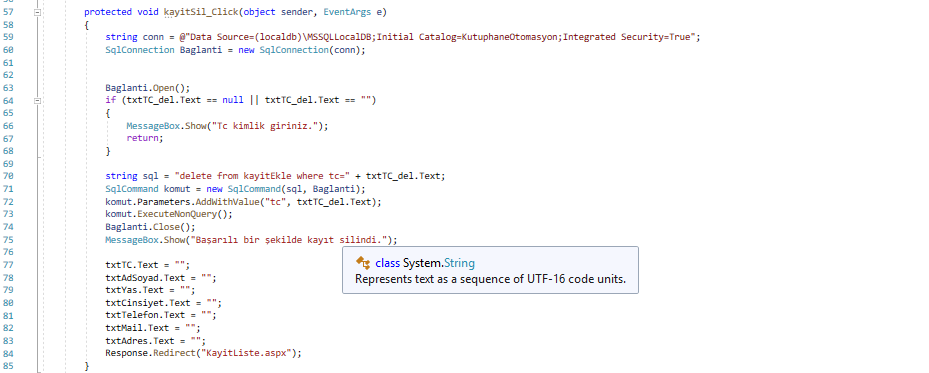 57 protected void kayitSil_Click(object sender, EventArgs e)
58 {
59 string conn = @"Data Source=(localdb)\MSSQLLocalDB;Initial Catalog=KutuphaneOtomasyon;Integrated Security=True";
60 SqlConnection Baglanti = new SqlConnection(conn);
61
62
63 Baglanti.Open();
64 if (txtTC_del.Text == null || txtTC_del.Text == "")
65 {
66 MessageBox.Show("Tc kimlik giriniz.");
67 return;
68 }
69
70 string sql = "delete from kayitEkle where tc=" + txtTC_del.Text;
71 SqlCommand komut = new SqlCommand(sql, Baglanti);
72 komut.Parameters.AddWithValue("tc", txtTC_del.Text);
73 komut.ExecuteNonQuery();
74 Baglanti.Close();
75 MessageBox.Show("Başarılı bir şekilde kayıt silindi.");
76
class System.String
Represents text as a sequence of UTF-16 code units.
77 txtTC.Text = "";
78 txtAdSoyad.Text = "";
79 txtYas.Text = "";
80 txtCinsiyet.Text = "";
81 txtTelefon.Text = "";
82 txtMail.Text = "";
83 txtAdres.Text = "";
84 Response.Redirect("KayitListe.aspx");
85 }